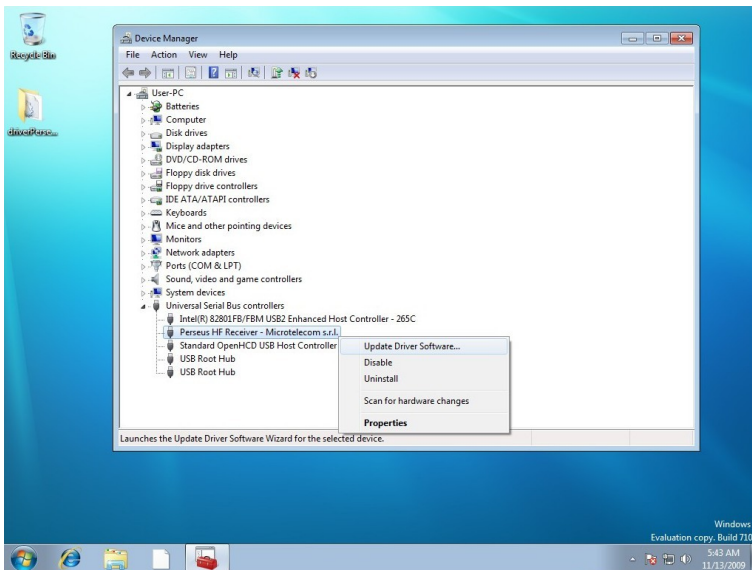 Recycle Bin
driverPerse...
Device Manager
File Action View Help
User-PC
Batteries
Computer
Disk drives
Display adapters
DVD/CD-ROM drives
Floppy disk drives
Floppy drive controllers
IDE ATA/ATAPI controllers
Keyboards
Mice and other pointing devices
Monitors
Network adapters
Ports (COM & LPT)
Sound, video and game controllers
System devices
Universal Serial Bus controllers
Intel(R) 82801FB/FBM USB2 Enhanced Host Controller - 265C
Perseus HF Receiver - Microtelecom s.r.l.
Standard OpenHCD USB Host Controller
USB Root Hub
USB Root Hub
Update Driver Software...
Disable
Uninstall
Scan for hardware changes
Properties
Launches the Update Driver Software Wizard for the selected device.
Windows
Evaluation copy. Build 710
5:43 AM
11/13/2009